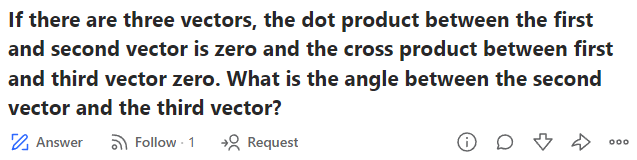 If there are three vectors, the dot product between the first
and second vector is zero and the cross product between first
and third vector zero. What is the angle between the second
vector and the third vector?
Answer Follow · 1 Request